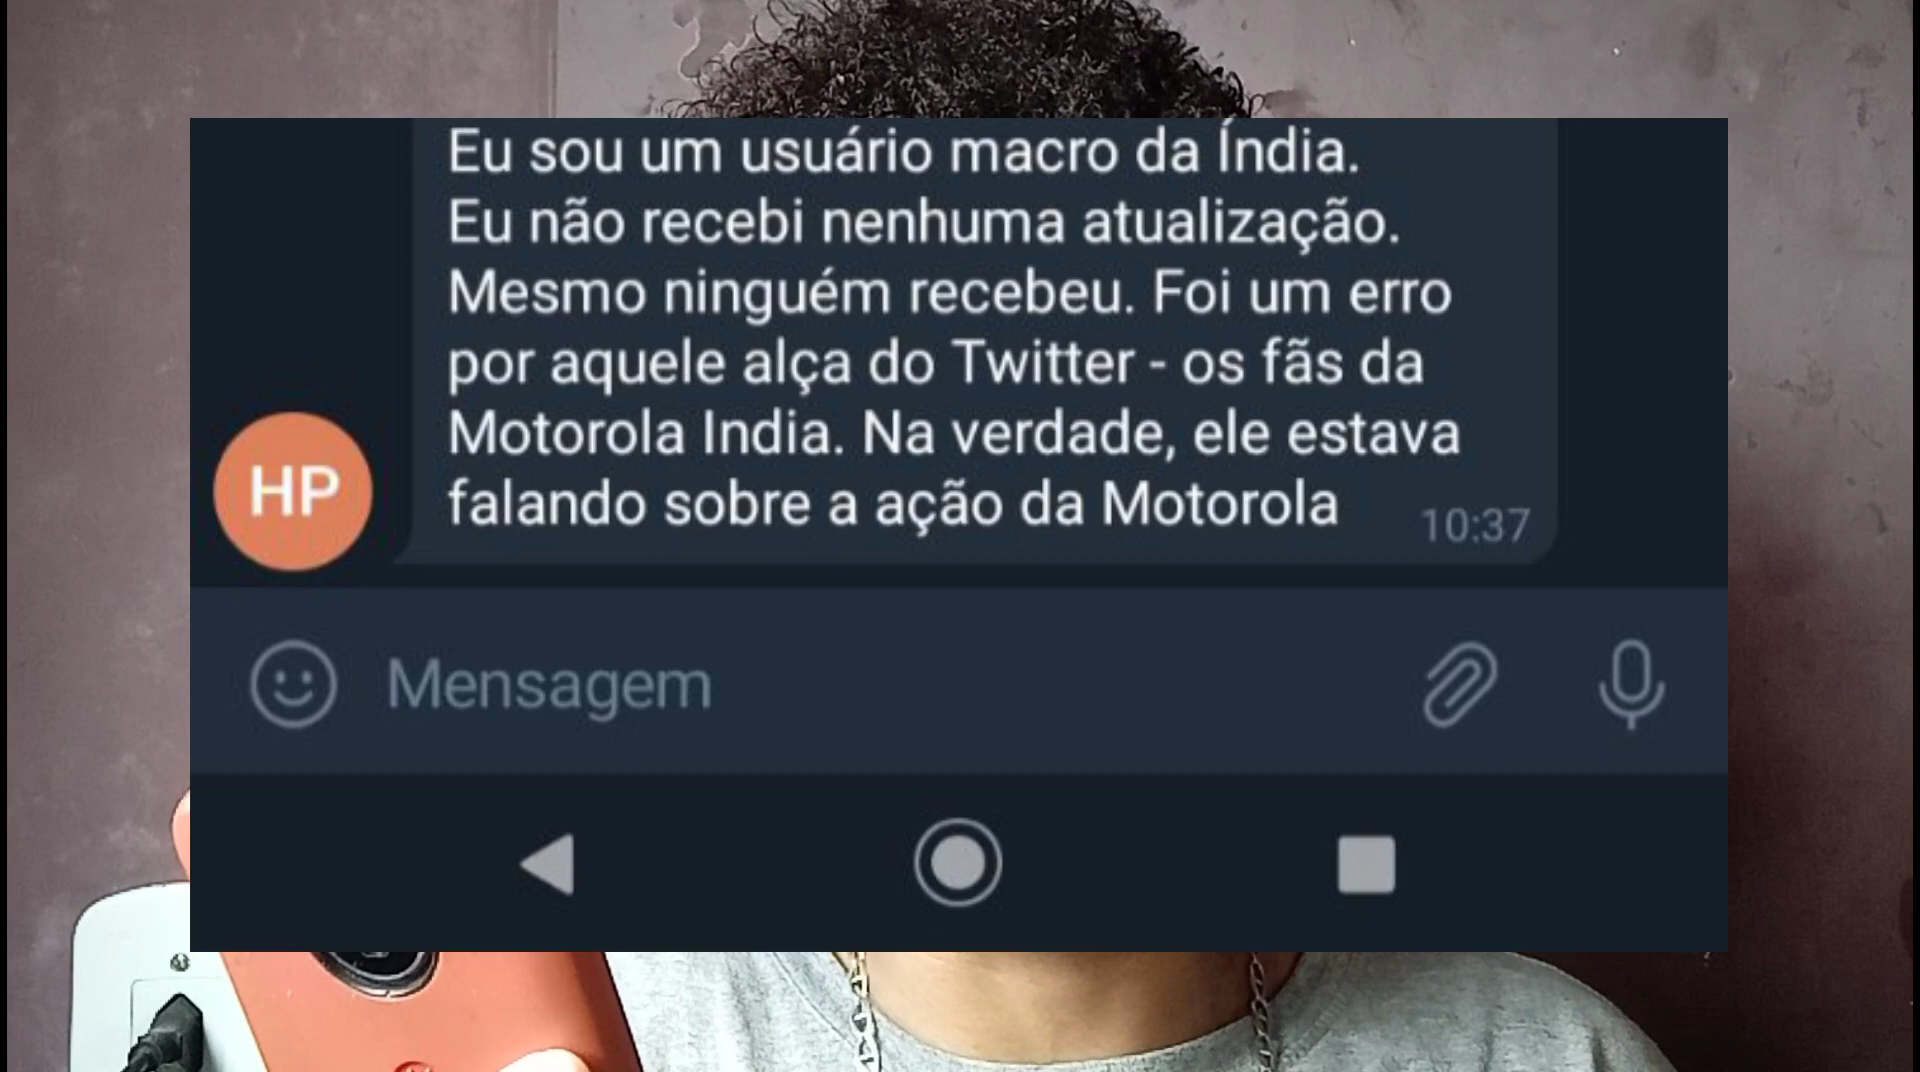 Eu sou um usuário macro da Índia.
Eu não recebi nenhuma atualização.
Mesmo ninguém recebeu. Foi um erro
por aquele alça do Twitter - os fãs da
Motorola India. Na verdade, ele estava
falando sobre a ação da Motorola
10:37
HP
Mensagem